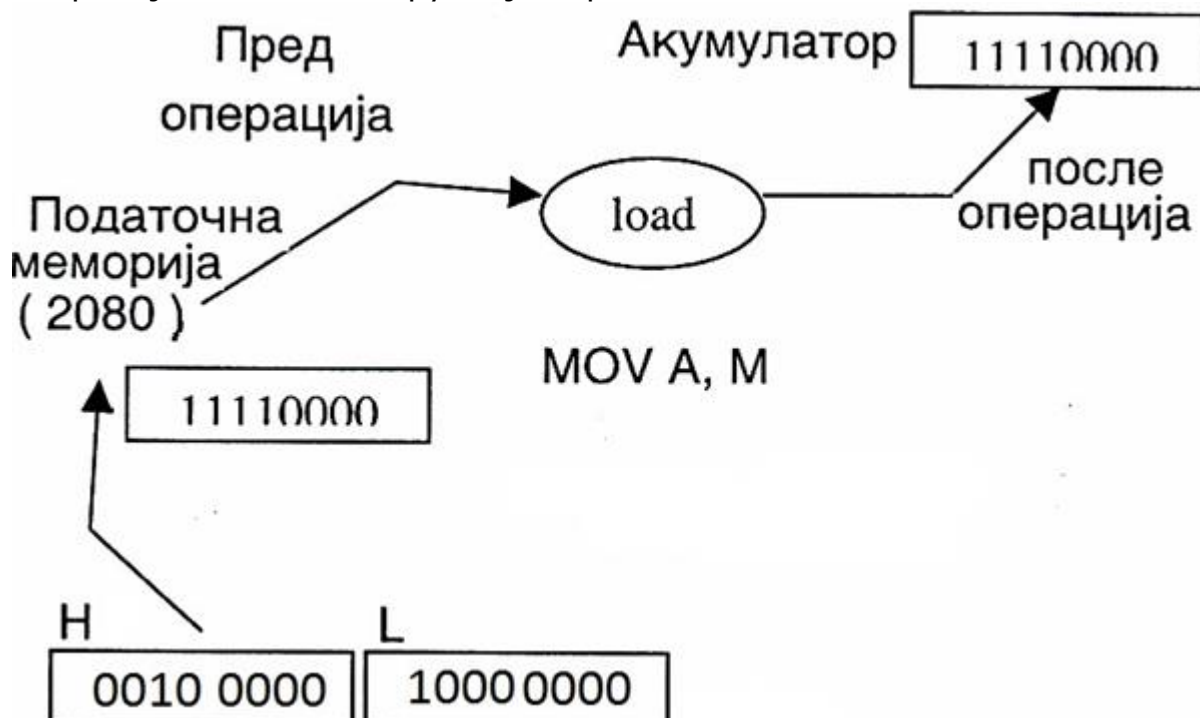 Пред
операција
Акумулатор
11110000
после
операција
load
Податочна
меморија
( 2080 )
MOV A, M
11110000
H
L
0010 0000
1000 0000